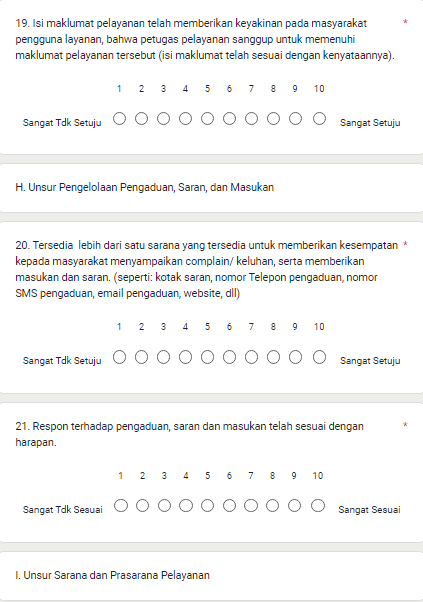 19. Isi maklumat pelayanan telah memberikan keyakinan pada masyarakat *
pengguna layanan, bahwa petugas pelayanan sanggup untuk memenuhi
maklumat pelayanan tersebut (isi maklumat telah sesuai dengan kenyataannya).
1 2 3 4 5 6 7 8 9 10
Sangat Tdk Setuju Sangat Setuju
H. Unsur Pengelolaan Pengaduan, Saran, dan Masukan
20. Tersedia lebih dari satu sarana yang tersedia untuk memberikan kesempatan *
kepada masyarakat menyampaikan complain/ keluhan, serta memberikan
masukan dan saran. (seperti: kotak saran, nomor Telepon pengaduan, nomor
SMS pengaduan, email pengaduan, website, dll)
1 2 3 4 5 6 7 8 9 10
Sangat Tdk Setuju Sangat Setuju
21. Respon terhadap pengaduan, saran dan masukan telah sesuai dengan *
harapan.
1 2 3 4 5 6 7 8 9 10
Sangat Tdk Sesuai Sangat Sesuai
I. Unsur Sarana dan Prasarana Pelayanan